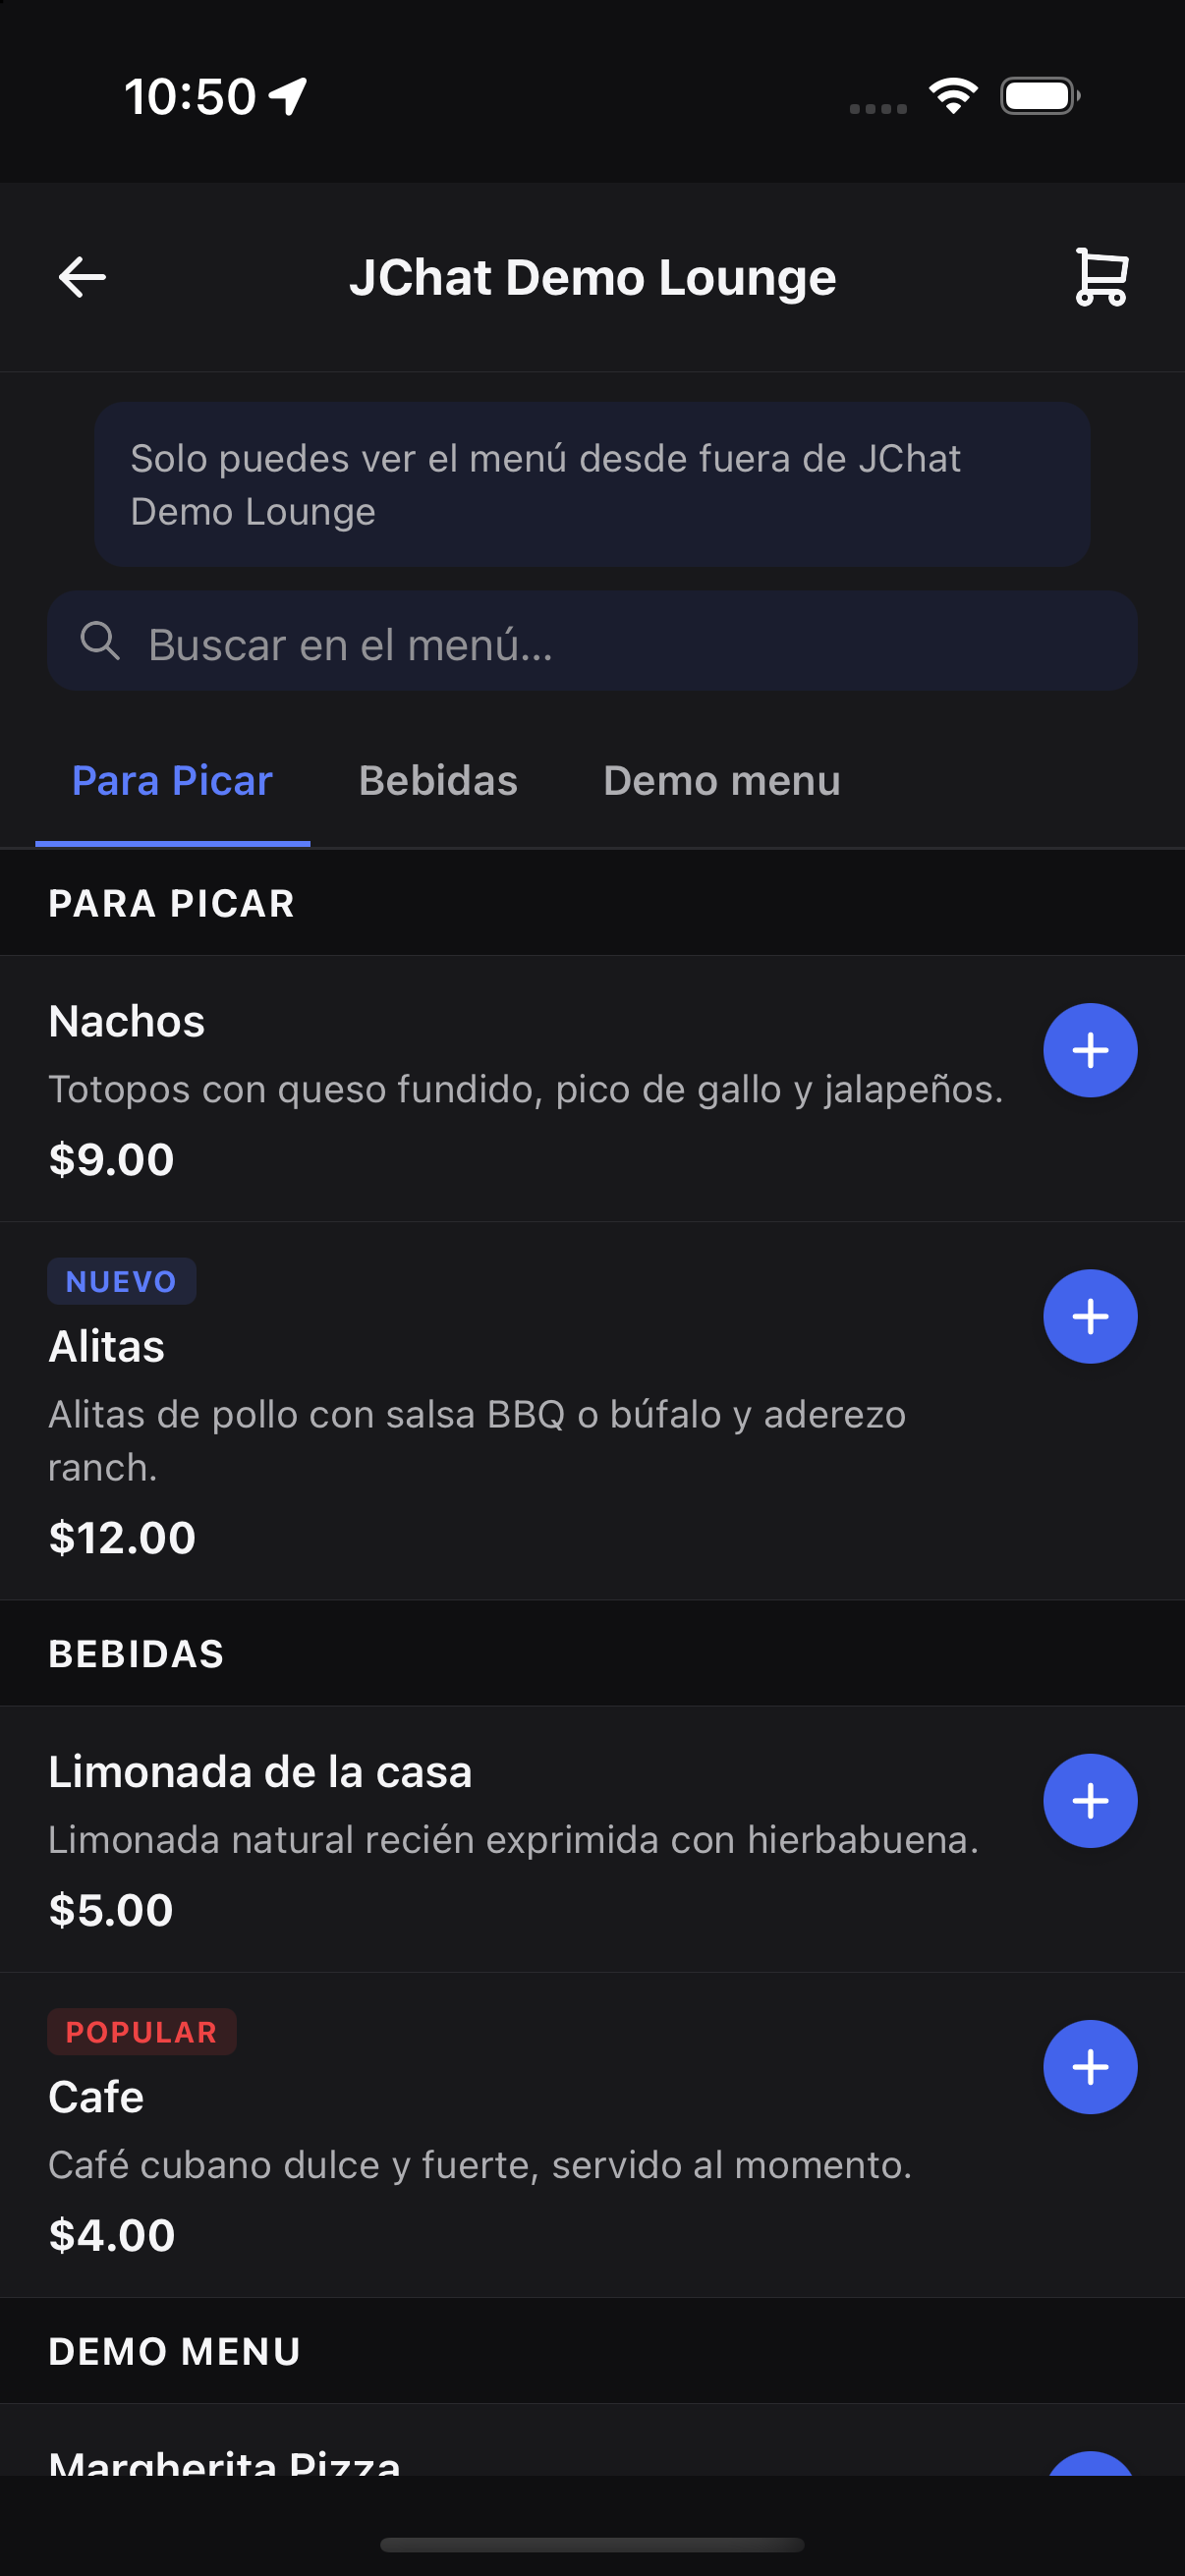 10:50
JChat Demo Lounge
Solo puedes ver el menú desde fuera de JChat
Demo Lounge
Buscar en el menú...
Para Picar Bebidas Demo menu
PARA PICAR
Nachos
Totopos con queso fundido, pico de gallo y jalapeños.
$9.00
NUEVO
Alitas
Alitas de pollo con salsa BBQ o búfalo y aderezo
ranch.
$12.00
BEBIDAS
Limonada de la casa
Limonada natural recién exprimida con hierbabuena.
$5.00
POPULAR
Cafe
Café cubano dulce y fuerte, servido al momento.
$4.00
DEMO MENU
Margherita Pizza